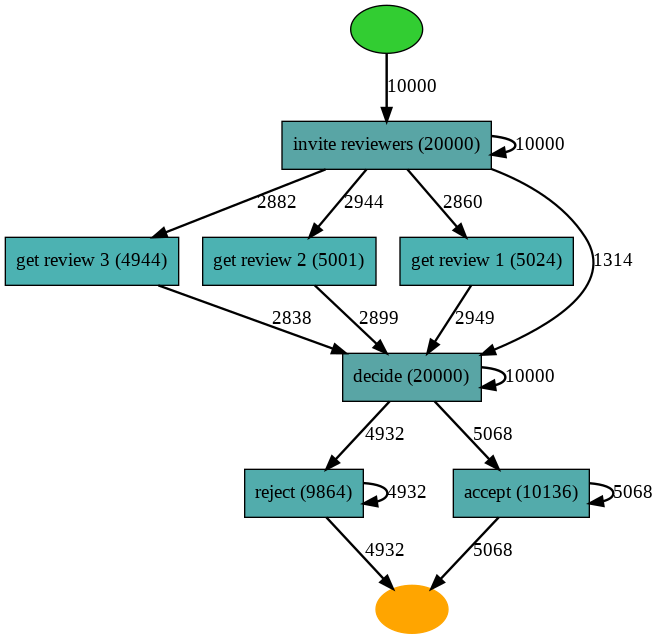 10000
invite reviewers (20000)
10000
2882
2944
2860
get review 3 (4944)
get review 2 (5001)
get review 1 (5024)
1314
2838
2899
2949
decide (20000)
10000
4932
5068
reject (9864)
4932
accept (10136)
5068
4932
5068